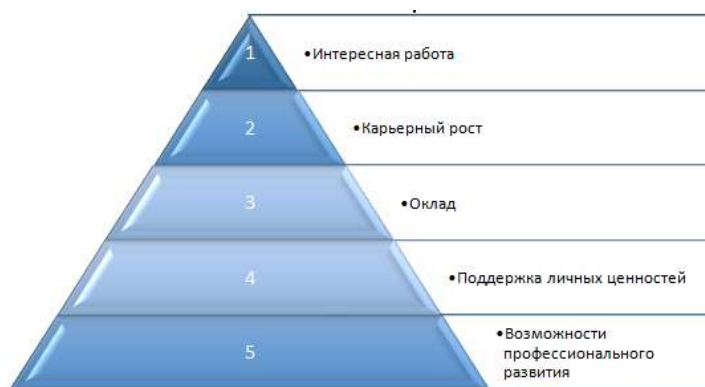 1
•Интересная работа
2
•Карьерный рост
3
•Оклад
4
•Поддержка личных ценностей
5
•Возможности
профессионального
развития